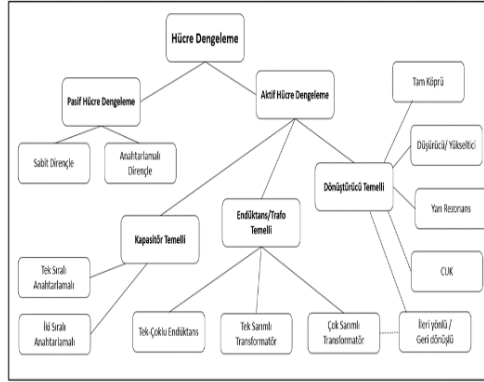 Hücre Dengeleme
Pasif Hücre Dengeleme
Aktif Hücre Dengeleme
Tam Köprü
Sabit Dirençle
Anahtarlamalı
Dirençle
Düşürücü/ Yükseltici
Dönüştürücü Temelli
Yarı Rezonans
Kapasitör Temelli
Endüktans/Trafo
Temelli
CUK
Tek Sıralı
Anahtarlamalı
İki Sıralı
Anahtarlamalı
Tek-Çoklu Endüktans
Tek Sarımlı
Transformatör
Çok Sarımlı
Transformatör
İleri yönlü /
Geri dönüşlü